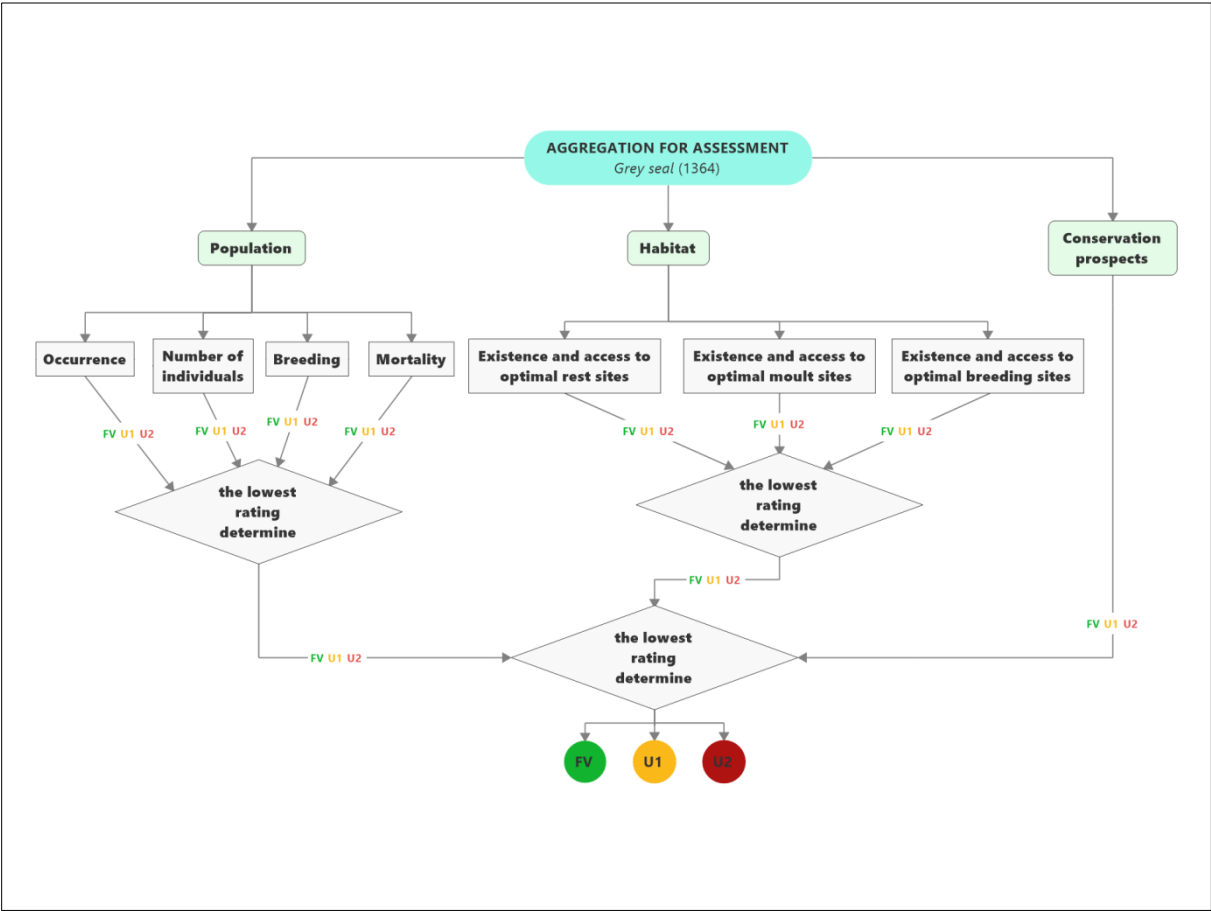 AGGREGATION FOR ASSESSMENT
Grey seal (1364)
Population
Habitat
Conservation
prospects
Occurrence
Number of
individuals
Breeding
Mortality
Existence and access to
optimal rest sites
Existence and access to
optimal moult sites
Existence and access to
optimal breeding sites
FV U1 U2
FV U1 U2
FV U1 U2
FV U1 U2
FV U1 U2
FV U1 U2
FV U1 U2
the lowest
rating
determine
the lowest
rating
determine
FV U1 U2
FV U1 U2
FV U1 U2
the lowest
rating
determine
FV
U1
U2